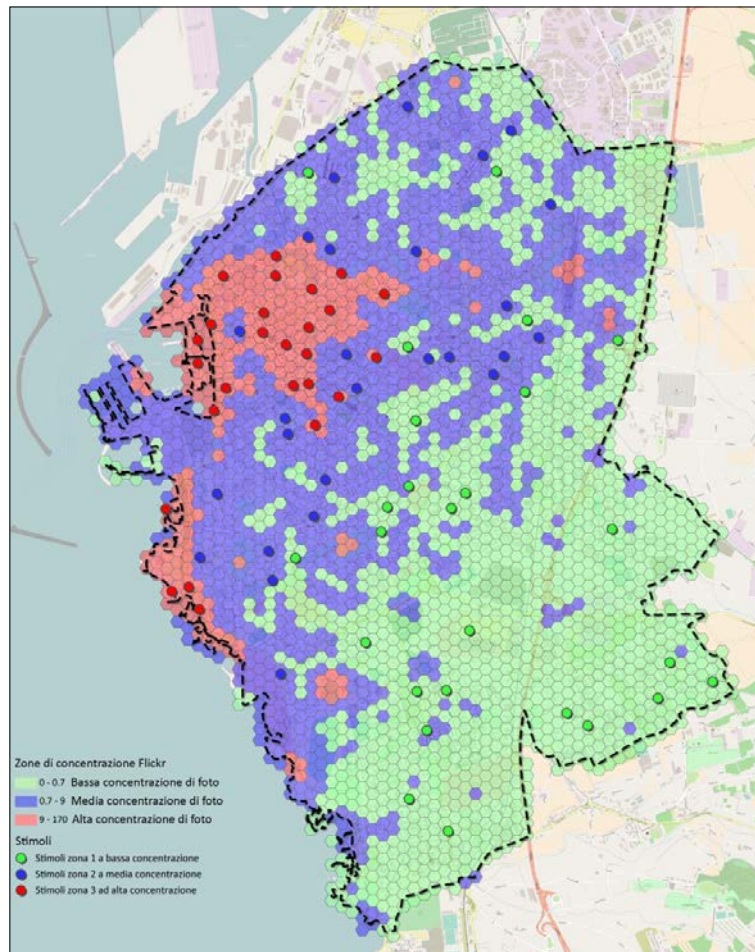 Zone di concentrazione Flickr
0 - 0.7 Bassa concentrazione di foto
0.7 - 9 Media concentrazione di foto
9 - 170 Alta concentrazione di foto
Stimoli
Stimoli zona 1 a bassa concentrazione
Stimoli zona 2 a media concentrazione
Stimoli zona 3 ad alta concentrazione